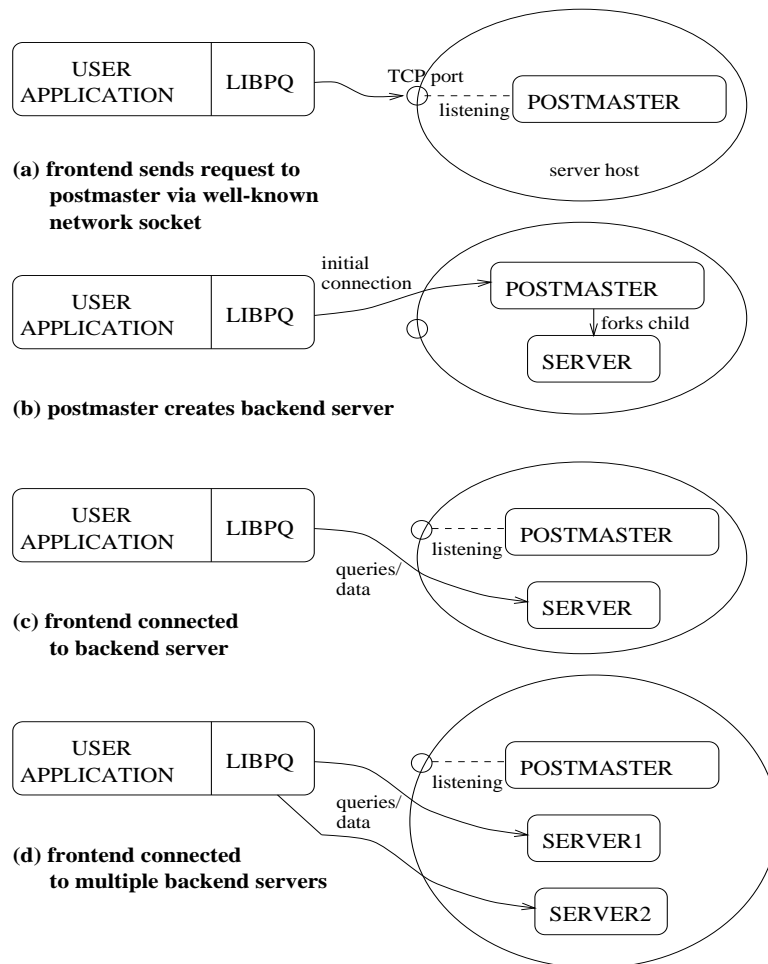 USER
APPLICATION
LIBPQ
TCP port
listening
POSTMASTER
server host
(a) frontend sends request to
postmaster via well-known
network socket
USER
APPLICATION
LIBPQ
initial
connection
POSTMASTER
forks child
SERVER
(b) postmaster creates backend server
USER
APPLICATION
LIBPQ
listening
POSTMASTER
queries/
data
SERVER
(c) frontend connected
to backend server
USER
APPLICATION
LIBPQ
listening
POSTMASTER
queries/
data
SERVER1
SERVER2
(d) frontend connected
to multiple backend servers